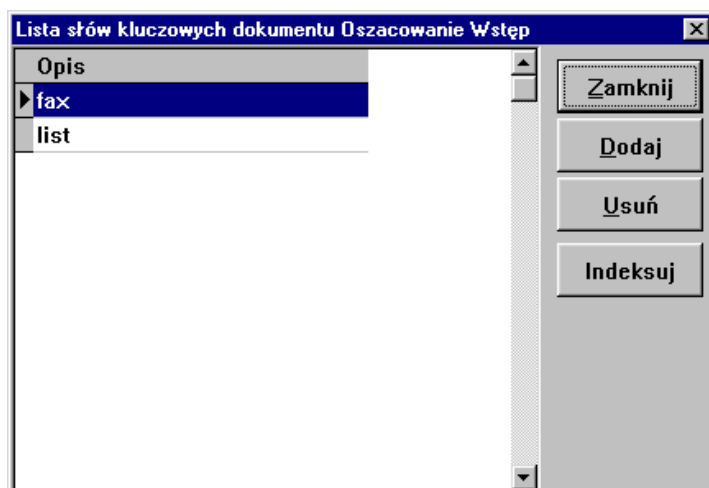 Lista słów kluczowych dokumentu Oszacowanie Wstęp
Opis
fax
list
Zamknij
Dodaj
Usuń
Indeksuj